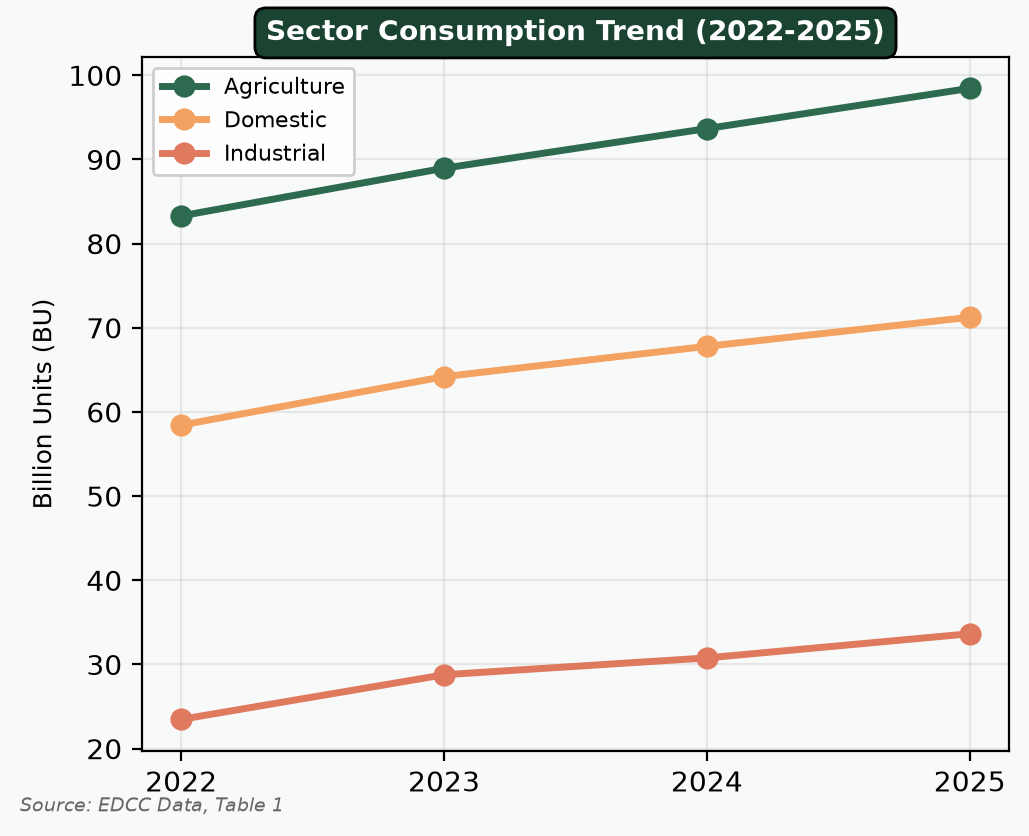 Sector Consumption Trend (2022-2025)
Agriculture
Domestic
Industrial
Billion Units (BU)
100
90
80
70
60
50
40
30
20
2022 2023 2024 2025
Source: EDCC Data, Table 1